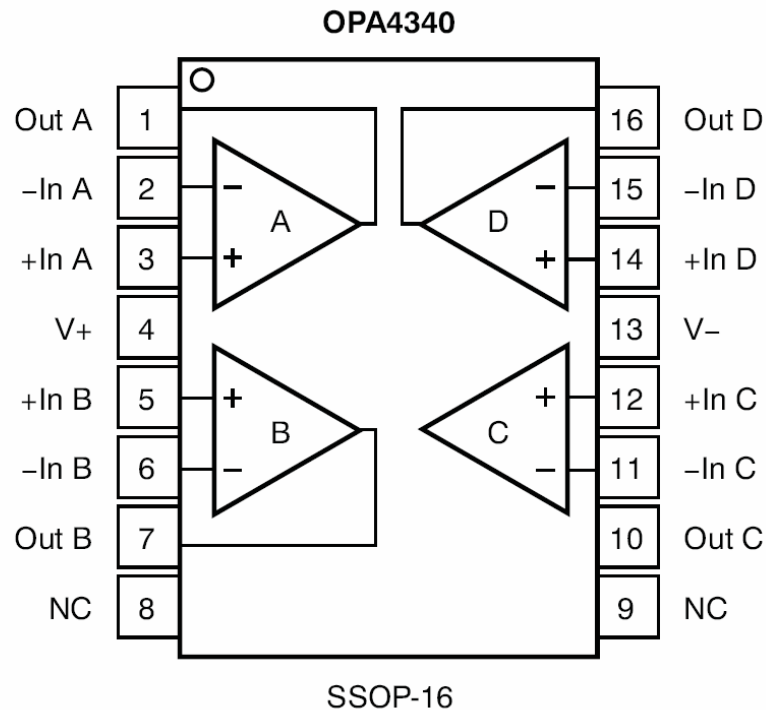 OPA4340
Out A 1 16 Out D
−In A 2 − − 15 −In D
A D
+In A 3 + + 14 +In D
V+ 4 13 V−
+In B 5 + + 12 +In C
B C
−In B 6 − − 11 −In C
Out B 7 10 Out C
NC 8 9 NC
SSOP-16